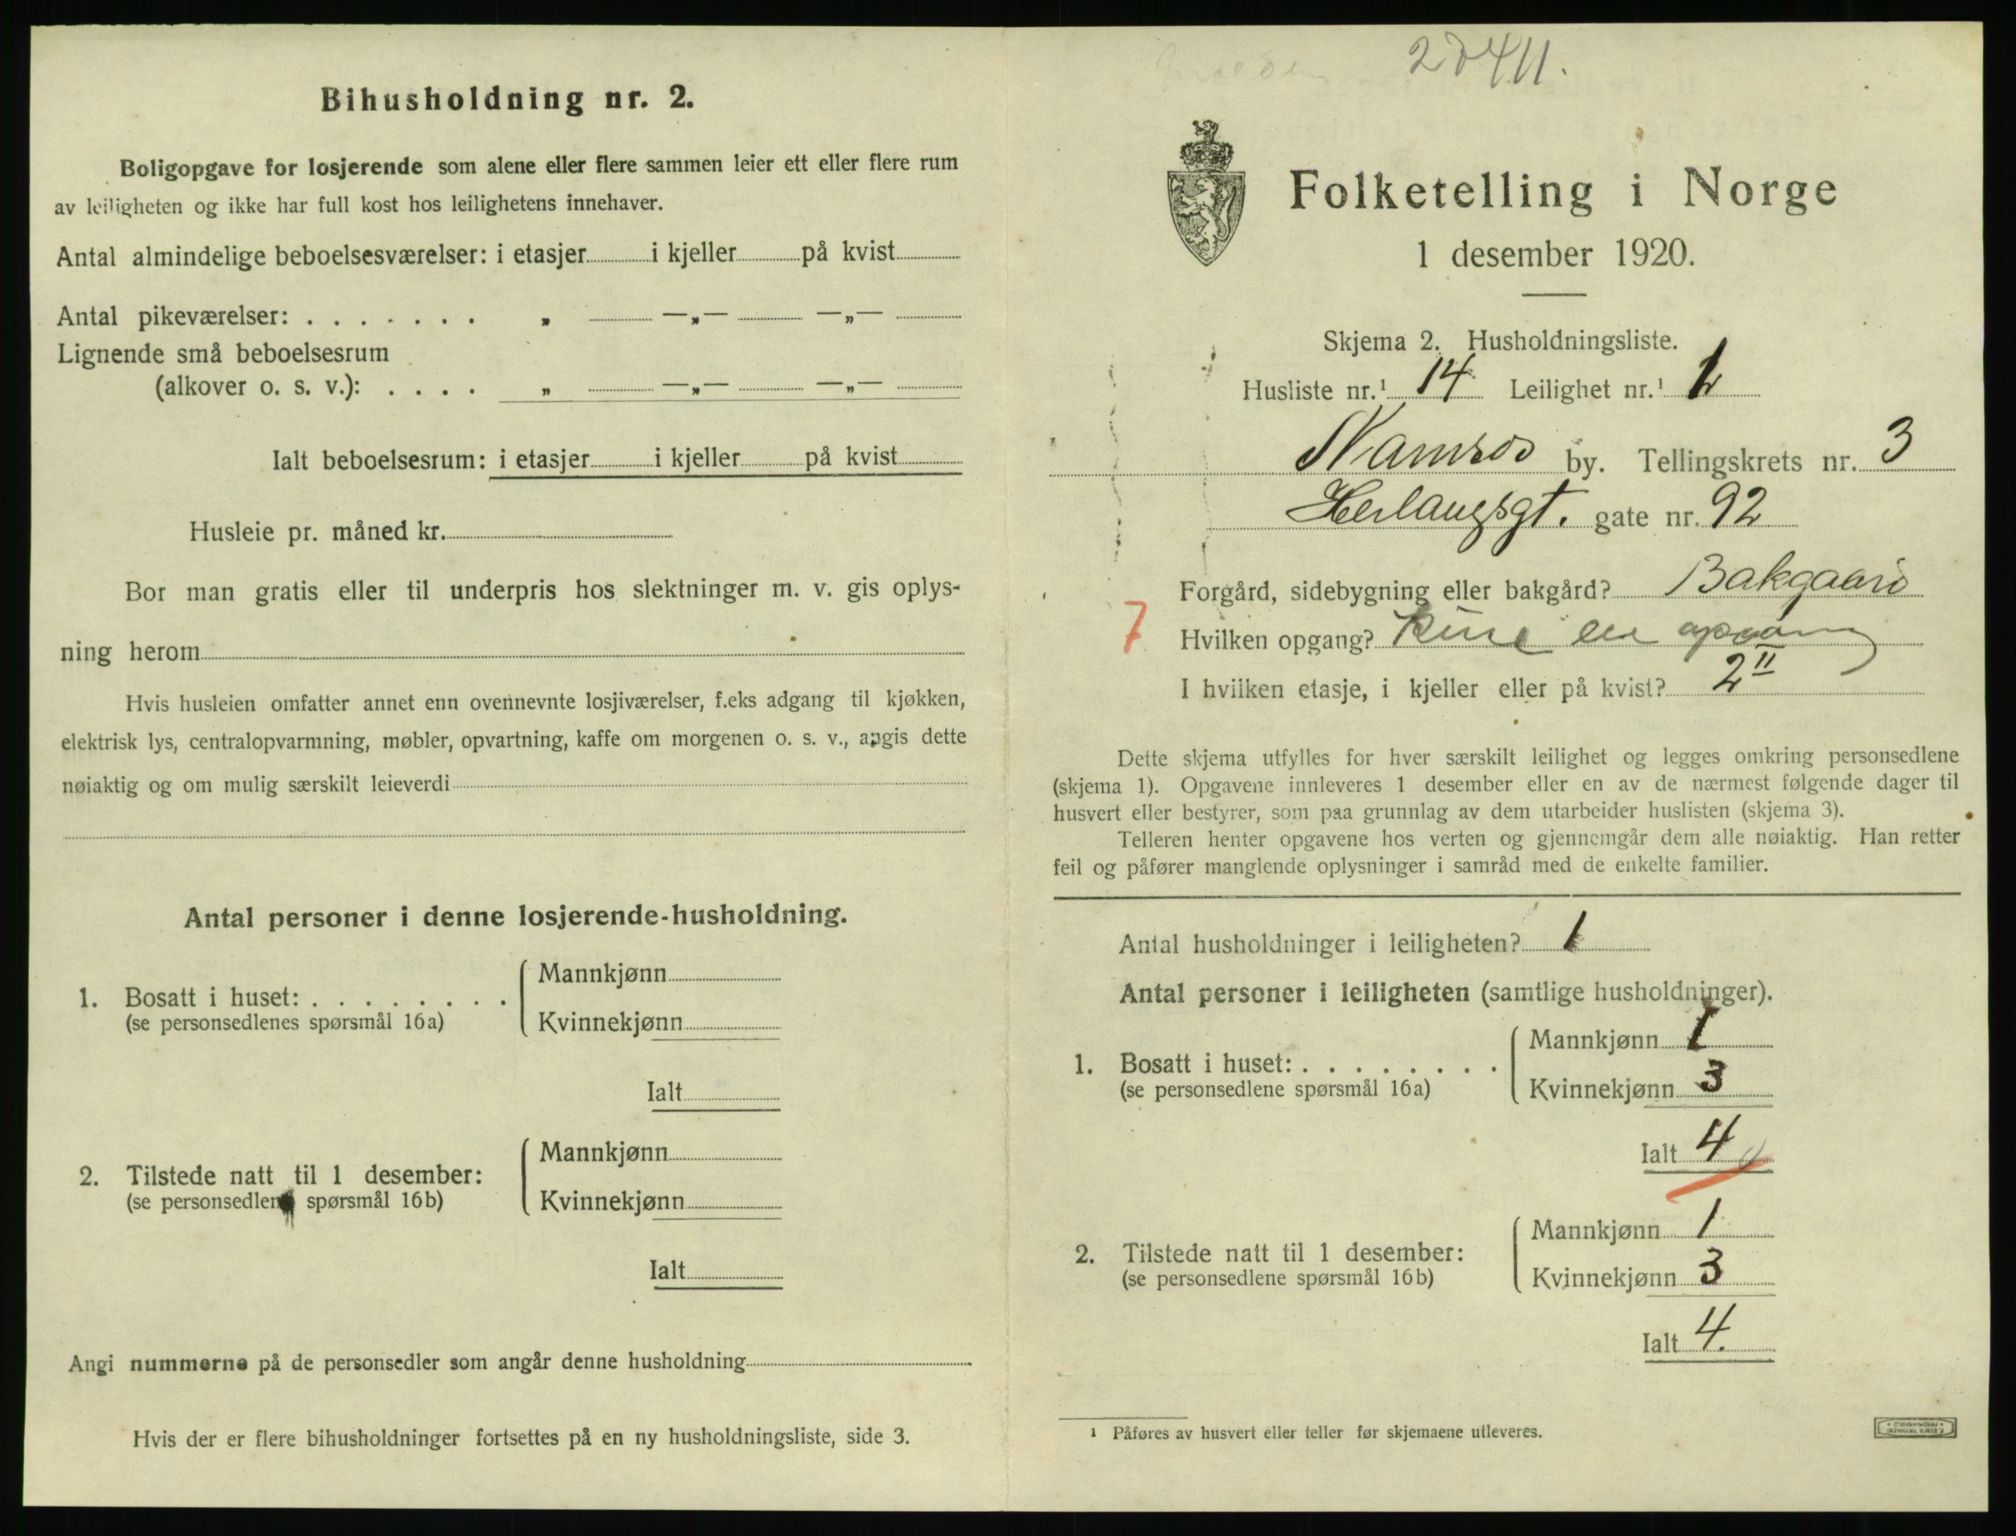 Bihusholdning nr. 2.
Boligopgave for losjerende som alene eller flere sammen leier ett eller flere rum
av leiligheten og ikke har full kost hos leilighetens innehaver.
Antal almindelige beboelsesværelser: i etasjer i kjeller på kvist
Antal pikeværelser: . . . . . . . „ —„— —„—
Lignende små beboelsesrum
(alkover o. s. v.): . . . . „ —„— —„—
Ialt beboelsesrum: i etasjer i kjeller på kvist
Husleie pr. måned kr.
Bor man gratis eller til underpris hos slektninger m. v. gis oplys-
ning herom
Hvis husleien omfatter annet enn ovennevnte losjiværelser, f.eks adgang til kjøkken,
elektrisk lys, centralopvarmning, møbler, opvartning, kaffe om morgenen o. s. v., angis dette
nøiaktig og om mulig særskilt leieverdi
Antal personer i denne losjerende-husholdning.
1. Bosatt i huset: . . . . . . . .
(se personsedlenes spørsmål 16a)
Mannkjønn
Kvinnekjønn
Ialt
2. Tilstede natt til 1 desember:
(se personsedlene spørsmål 16b)
Mannkjønn
Kvinnekjønn
Ialt
Angi nummerne på de personsedler som angår denne husholdning
Hvis der er flere bihusholdninger fortsettes på en ny husholdningsliste, side 3.
Folketelling i Norge
1 desember 1920.
Skjema 2. Husholdningsliste.
Husliste nr.¹ 14 Leilighet nr.¹
Namsos by. Tellingskrets nr. 3
Herlaugsgt. gate nr. 92
Forgård, sidebygning eller bakgård? Bakgaard
7
Hvilken opgang? Kune en opgang
I hvilken etasje, i kjeller eller på kvist? 2 II
Dette skjema utfylles for hver særskilt leilighet og legges omkring personsedlene
(skjema 1). Opgavene innleveres 1 desember eller en av de nærmest følgende dager til
husvert eller bestyrer, som paa grunnlag av dem utarbeider huslisten (skjema 3).
Telleren henter opgavene hos verten og gjennemgår dem alle nøiaktig. Han retter
feil og påfører manglende oplysninger i samråd med de enkelte familier.
Antal husholdninger i leiligheten? 1
Antal personer i leiligheten (samtlige husholdninger).
1. Bosatt i huset: . . . . . . . .
(se personsedlene spørsmål 16a)
Mannkjønn 1
Kvinnekjønn 3
Ialt 4
2. Tilstede natt til 1 desember:
(se personsedlene spørsmål 16b)
Mannkjønn 1
Kvinnekjønn 3
Ialt 4.
¹ Påføres av husvert eller teller før skjemaene utleveres.